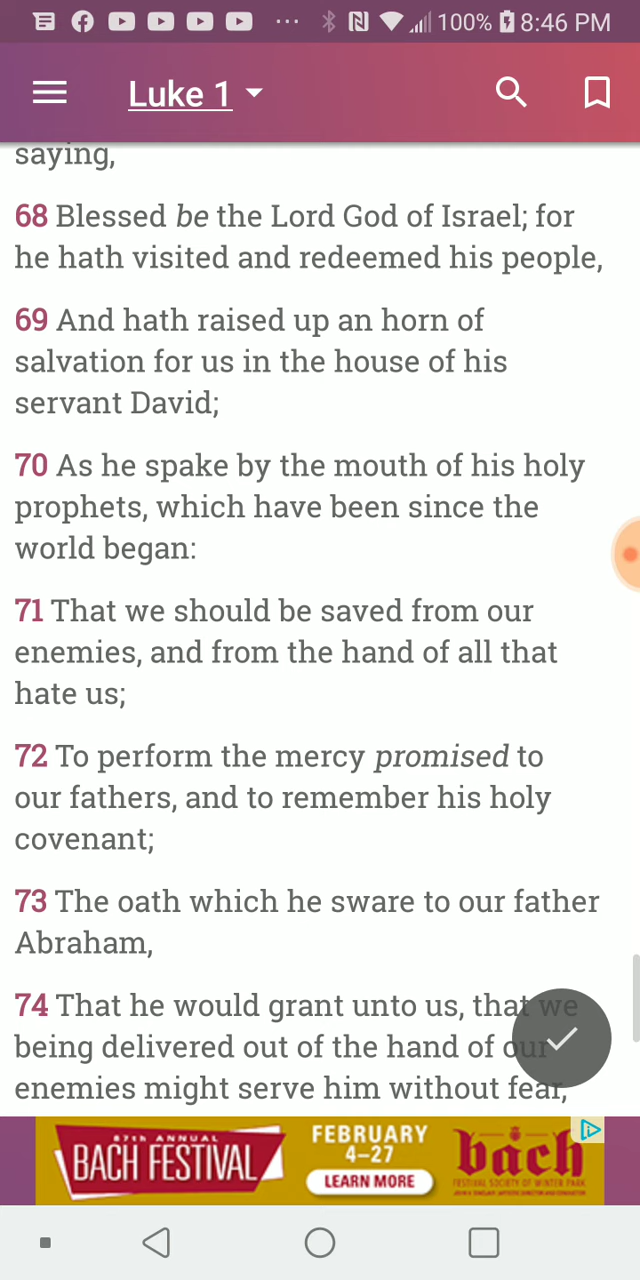 100% 8:46 PM
Luke 1
saying,
68 Blessed be the Lord God of Israel; for
he hath visited and redeemed his people,
69 And hath raised up an horn of
salvation for us in the house of his
servant David;
70 As he spake by the mouth of his holy
prophets, which have been since the
world began:
71 That we should be saved from our
enemies, and from the hand of all that
hate us;
72 To perform the mercy promised to
our fathers, and to remember his holy
covenant;
73 The oath which he sware to our father
Abraham,
74 That he would grant unto us, that we
being delivered out of the hand of our
enemies might serve him without fear,
87th ANNUAL
BACH FESTIVAL
FEBRUARY
4–27
LEARN MORE
bach
FESTIVAL SOCIETY OF WINTER PARK